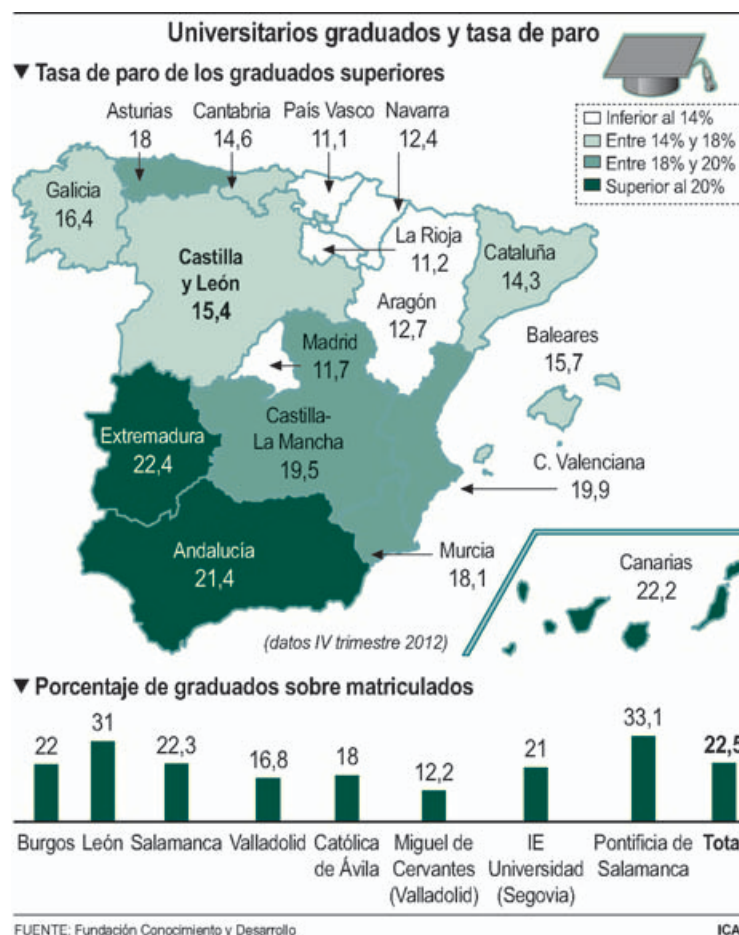 Universitarios graduados y tasa de paro
▼ Tasa de paro de los graduados superiores
Inferior al 14%
Entre 14% y 18%
Entre 18% y 20%
Superior al 20%
Asturias
18
Cantabria
14,6
País Vasco
11,1
Navarra
12,4
Galicia
16,4
Castilla
y León
15,4
La Rioja
11,2
Cataluña
14,3
Aragón
12,7
Madrid
11,7
Baleares
15,7
Extremadura
22,4
Castilla-
La Mancha
19,5
C. Valenciana
19,9
Andalucía
21,4
Murcia
18,1
Canarias
22,2
(datos IV trimestre 2012)
▼ Porcentaje de graduados sobre matriculados
22
31
22,3
16,8
18
12,2
21
33,1
22,5
Burgos
León
Salamanca
Valladolid
Católica
de Ávila
Miguel de
Cervantes
(Valladolid)
IE
Universidad
(Segovia)
Pontificia de
Salamanca
Total
FUENTE: Fundación Conocimiento y Desarrollo
ICAL